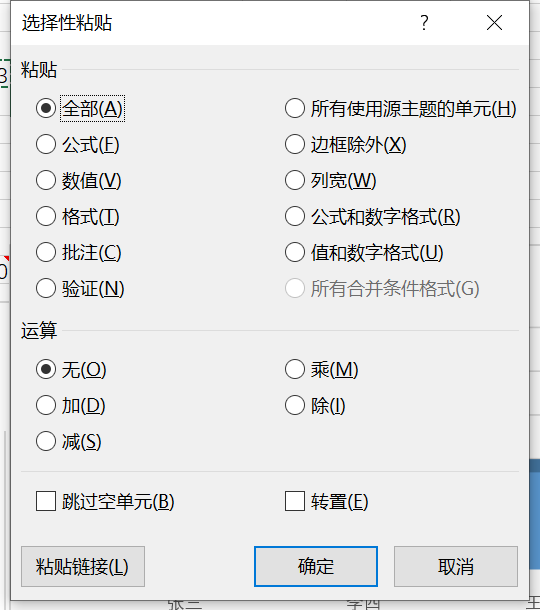 选择性粘贴 ?
粘贴
全部(A) 所有使用源主题的单元(H)
公式(F) 边框除外(X)
数值(V) 列宽(W)
格式(T) 公式和数字格式(R)
批注(C) 值和数字格式(U)
验证(N) 所有合并条件格式(G)
运算
无(O) 乘(M)
加(D) 除(I)
减(S)
跳过空单元(B) 转置(E)
粘贴链接(L) 确定 取消
张三 李四